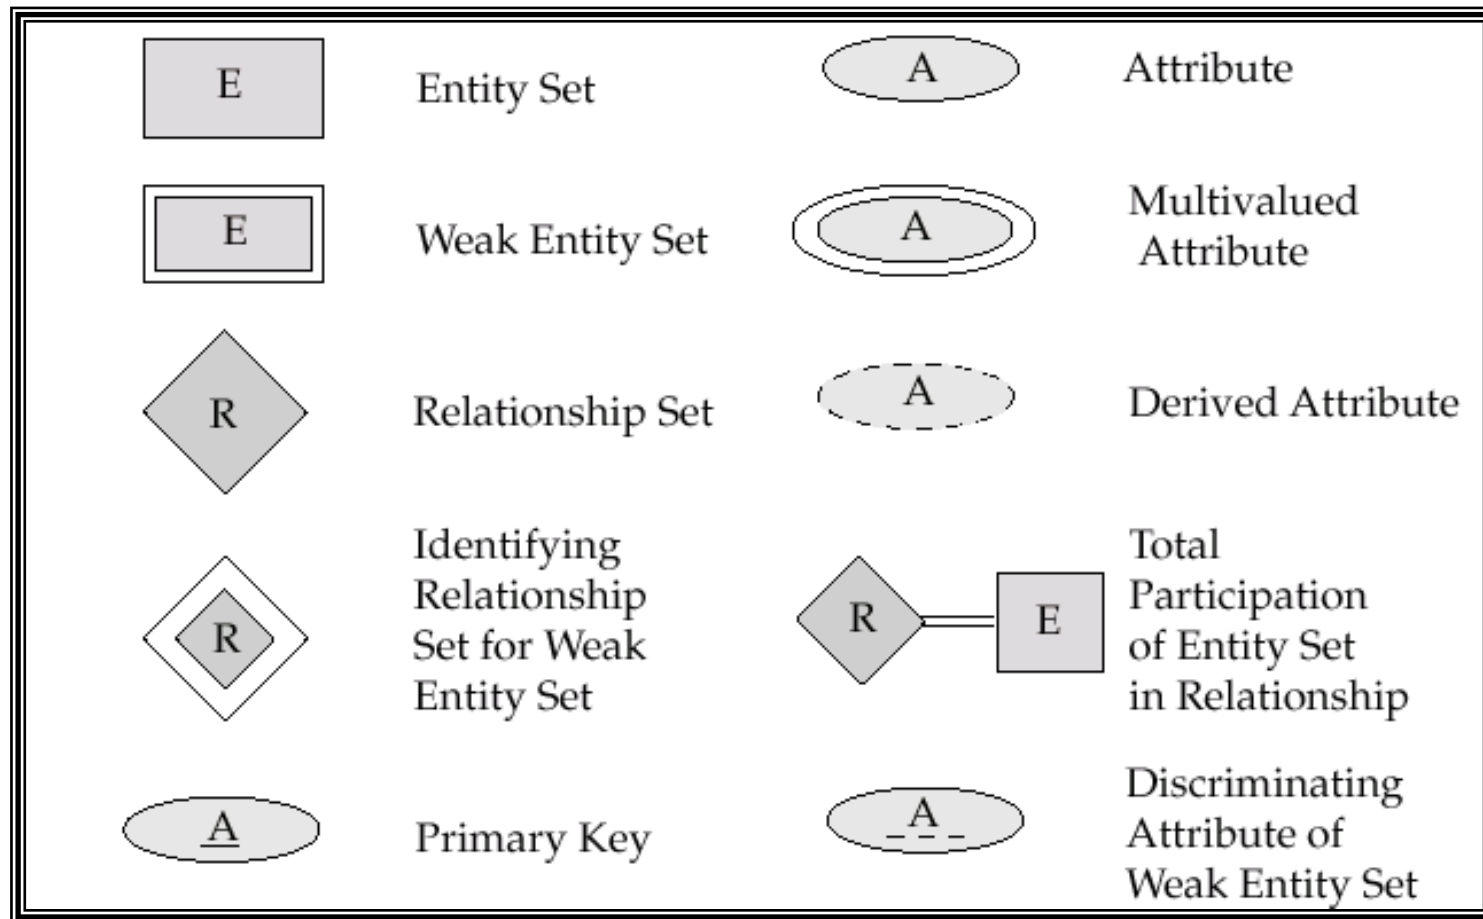 E
Entity Set
A
Attribute
E
Weak Entity Set
A
Multivalued
Attribute
R
Relationship Set
A
Derived Attribute
R
Identifying
Relationship
Set for Weak
Entity Set
R
E
Total
Participation
of Entity Set
in Relationship
A
Primary Key
A
Discriminating
Attribute of
Weak Entity Set